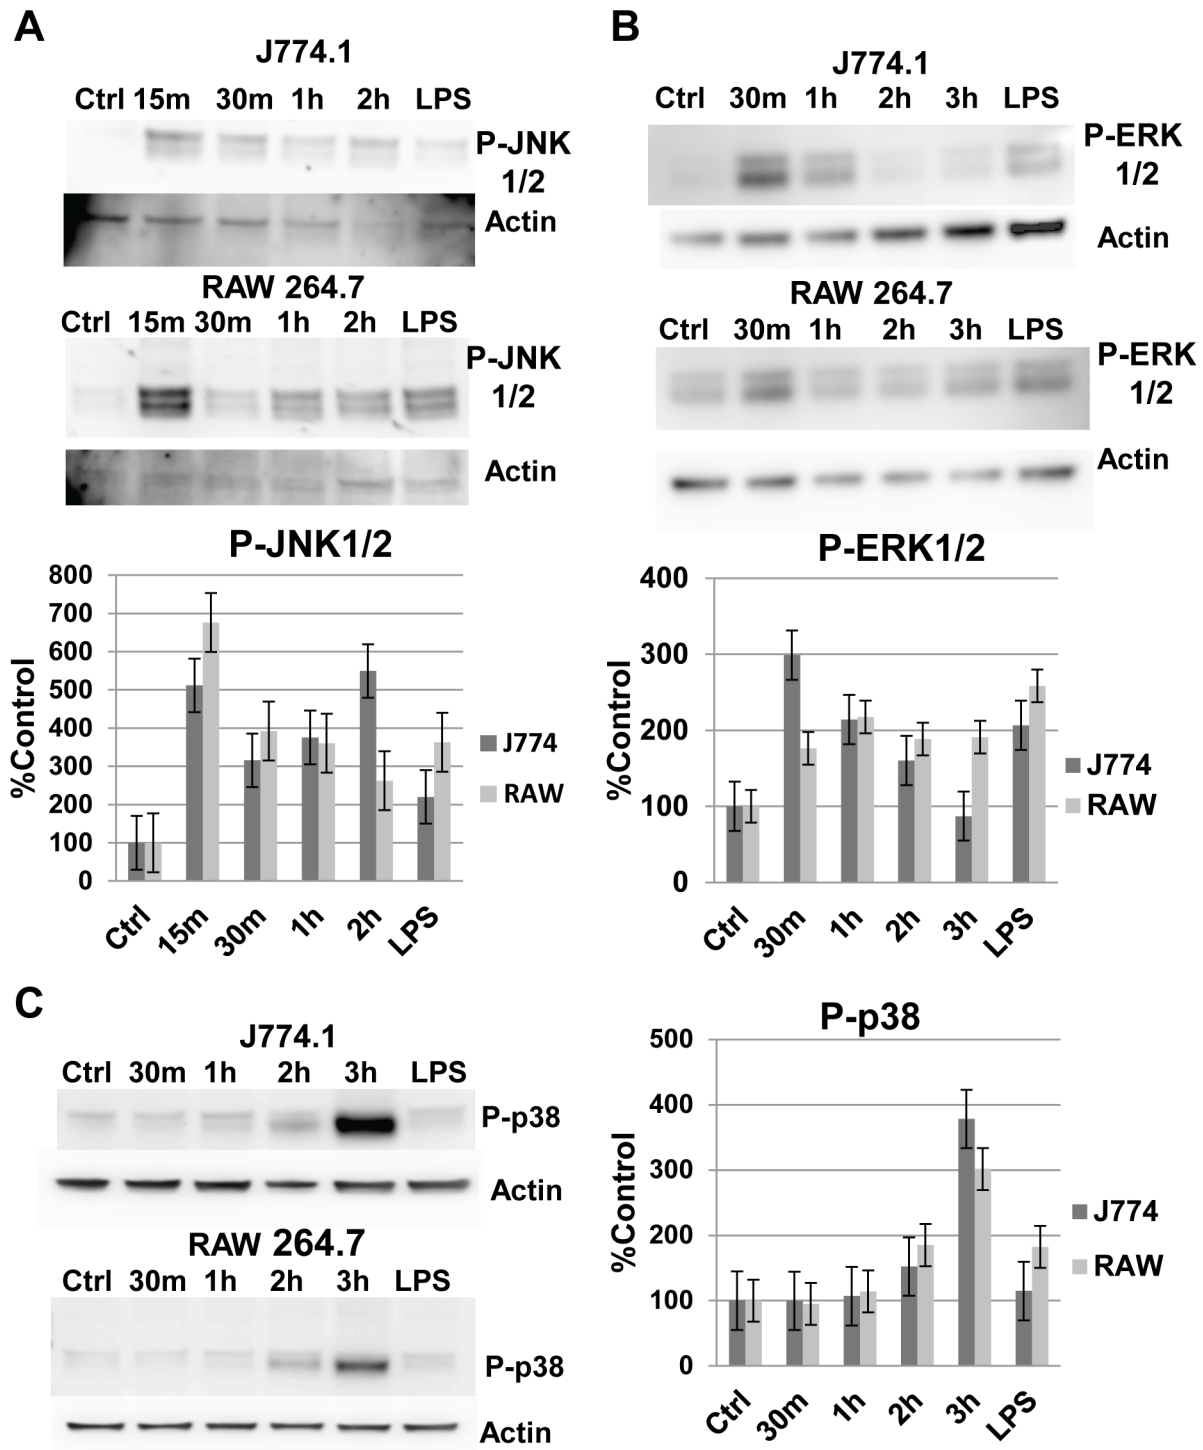 A
J774.1
Ctrl 15m 30m 1h 2h LPS
P-JNK
1/2
Actin
RAW 264.7
Ctrl 15m 30m 1h 2h LPS
P-JNK
1/2
Actin
P-JNK1/2
%Control
800
700
600
500
400
300
200
100
0
Ctrl 15m 30m 1h 2h LPS
J774
RAW
B
J774.1
Ctrl 30m 1h 2h 3h LPS
P-ERK
1/2
Actin
RAW 264.7
Ctrl 30m 1h 2h 3h LPS
P-ERK
1/2
Actin
P-ERK1/2
%Control
400
300
200
100
0
Ctrl 30m 1h 2h 3h LPS
J774
RAW
C
J774.1
Ctrl 30m 1h 2h 3h LPS
P-p38
Actin
RAW 264.7
Ctrl 30m 1h 2h 3h LPS
P-p38
Actin
P-p38
%Control
500
400
300
200
100
0
Ctrl 30m 1h 2h 3h LPS
J774
RAW